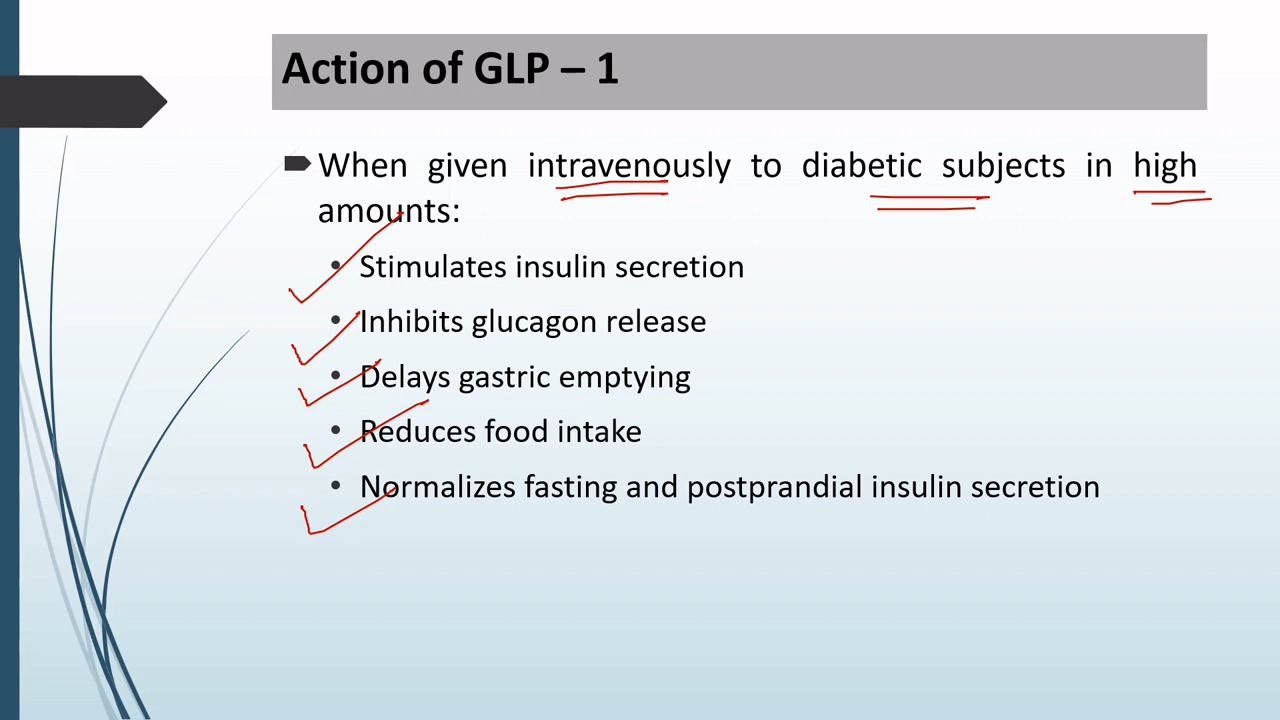 Action of GLP – 1
When given intravenously to diabetic subjects in high
amounts:
• Stimulates insulin secretion
• Inhibits glucagon release
• Delays gastric emptying
• Reduces food intake
• Normalizes fasting and postprandial insulin secretion